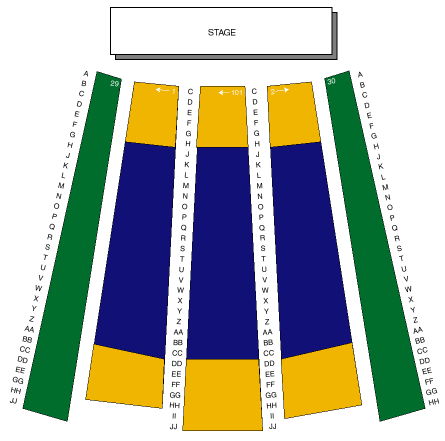 STAGE
29
← 1
← 101
2 →
30
A
B
C
D
E
F
G
H
J
K
L
M
N
O
P
Q
R
S
T
U
V
W
X
Y
Z
AA
BB
CC
DD
EE
GG
HH
JJ
C
D
E
F
G
H
J
K
L
M
N
O
P
Q
R
S
T
U
V
W
X
Y
Z
AA
BB
CC
DD
EE
FF
GG
HH
II
JJ
C
D
E
F
G
H
J
K
L
M
N
O
P
Q
R
S
T
U
V
W
X
Y
Z
AA
BB
CC
DD
EE
FF
GG
HH
II
JJ
A
B
C
D
E
F
G
H
J
K
L
M
N
O
P
Q
R
S
T
U
V
W
X
Y
Z
AA
BB
CC
DD
EE
FF
GG
HH